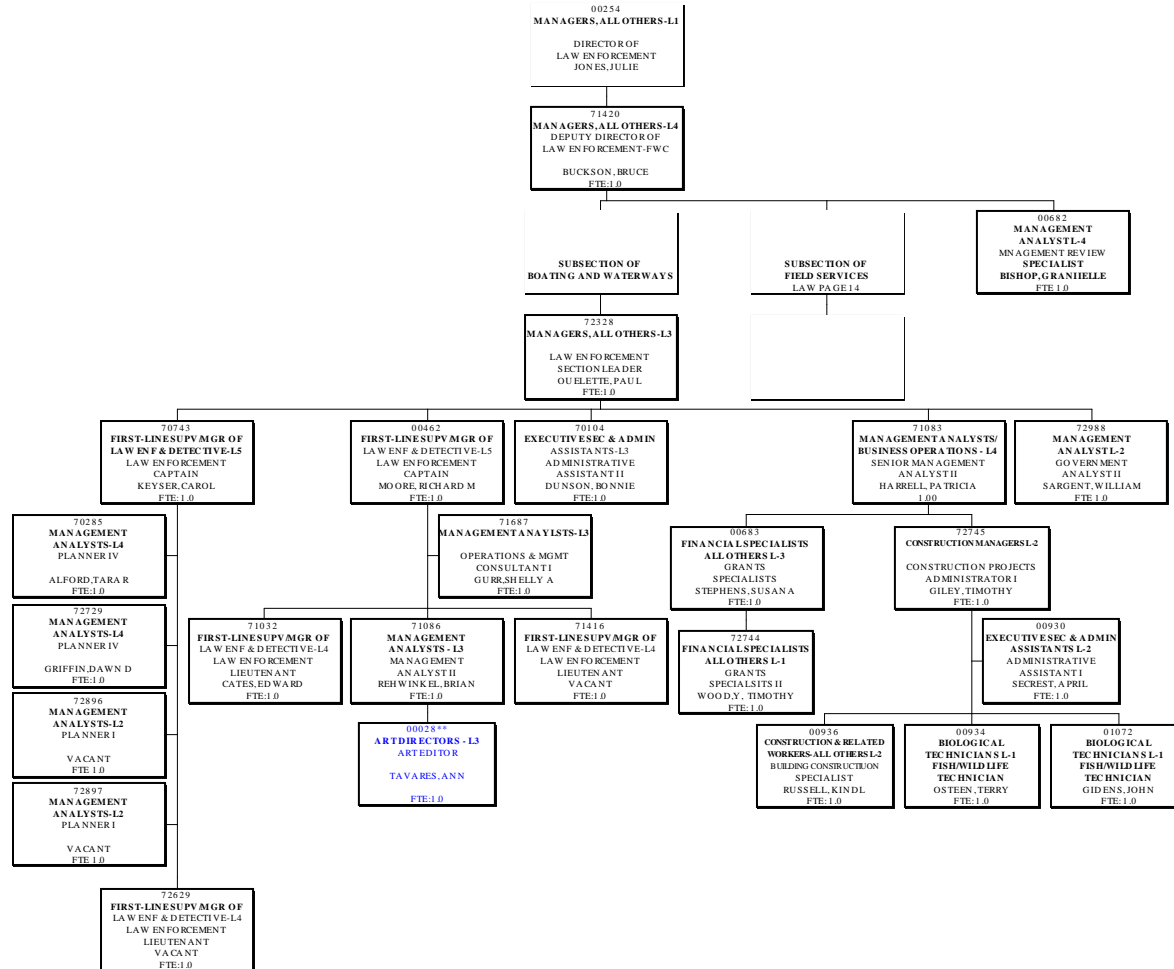 00254
MANAGERS, ALL OTHERS-L1
DIRECTOR OF
LAW ENFORCEMENT
JONES, JULIE
71420
MANAGERS, ALL OTHERS-L4
DEPUTY DIRECTOR OF
LAW ENFORCEMENT-FWC
BUCKSON, BRUCE
FTE:1.0
SUBSECTION OF
BOATING AND WATERWAYS
SUBSECTION OF
FIELD SERVICES
LAW PAGE 14
00682
MANAGEMENT
ANALYST L-4
MNAGEMENT REVIEW
SPECIALIST
BISHOP, GRANIIELLE
FTE 1.0
72328
MANAGERS, ALL OTHERS-L3
LAW ENFORCEMENT
SECTION LEADER
OUELETTE, PAUL
FTE:1.0
70743
FIRST-LINE SUPV/MGR OF
LAW ENF & DETECTIVE-L5
LAW ENFORCEMENT
CAPTAIN
KEYSER, CAROL
FTE: 1.0
00462
FIRST-LINE SUPV/MGR OF
LAW ENF & DETECTIVE-L5
LAW ENFORCEMENT
CAPTAIN
MOORE, RICHARD M
FTE:1.0
70104
EXECUTIVE SEC & ADMIN
ASSISTANTS-L3
ADMINISTRATIVE
ASSISTANT II
DUNSON, BONNIE
FTE:1.0
71083
MANAGEMENT ANALYSTS/
BUSINESS OPERATIONS - L4
SENIOR MANAGEMENT
ANALYST II
HARRELL, PATRICIA
1.00
72988
MANAGEMENT
ANALYST L-2
GOVERNMENT
ANALYST II
SARGENT, WILLIAM
FTE: 1.0
70285
MANAGEMENT
ANALYSTS-L4
PLANNER IV
ALFORD, TARA R
FTE:1.0
71687
MANAGEMENT ANAYLSTS-L3
OPERATIONS & MGMT
CONSULTANT I
GURR, SHELLY A
FTE:1.0
00683
FINANCIAL SPECIALISTS
ALL OTHERS L-3
GRANTS
SPECIALISTS
STEPHENS, SUSAN A
FTE:1.0
72745
CONSTRUCTION MANAGERS L-2
CONSTRUCTION PROJECTS
ADMINISTRATOR I
GILEY, TIMOTHY
FTE:1.0
72729
MANAGEMENT
ANALYSTS-L4
PLANNER IV
GRIFFIN, DAWN D
FTE:1.0
71032
FIRST-LINE SUPV/MGR OF
LAW ENF & DETECTIVE-L4
LAW ENFORCEMENT
LIEUTENANT
CATES, EDWARD
FTE:1.0
71086
MANAGEMENT
ANALYSTS - L3
MANAGEMENT
ANALYST II
REHWINKEL, BRIAN
FTE:1.0
71416
FIRST-LINE SUPV/MGR OF
LAW ENF & DETECTIVE-L4
LAW ENFORCEMENT
LIEUTENANT
VACANT
FTE:1.0
72744
FINANCIAL SPECIALISTS
ALL OTHERS L-1
GRANTS
SPECIALSITS II
WOOD,Y, TIMOTHY
FTE: 1.0
00930
EXECUTIVE SEC & ADMIN
ASSISTANTS L-2
ADMINISTRATIVE
ASSISTANT I
SECREST, APRIL
FTE:1.0
72896
MANAGEMENT
ANALYSTS-L2
PLANNER I
VACANT
FTE 1.0
00028**
ART DIRECTORS - L3
ART EDITOR
TAVARES, ANN
FTE:1.0
00936
CONSTRUCTION & RELATED
WORKERS-ALL OTHERS L-2
BUILDING CONSTRUCTIUON
SPECIALIST
RUSSELL, KINDL
FTE: 1.0
00934
BIOLOGICAL
TECHNICIANS L-1
FISH/WILDLIFE
TECHNICIAN
OSTEEN, TERRY
FTE:1.0
01072
BIOLOGICAL
TECHNICIANS L-1
FISH/WILDLIFE
TECHNICIAN
GIDENS, JOHN
FTE: 1.0
72897
MANAGEMENT
ANALYSTS-L2
PLANNER I
VACANT
FTE 1.0
72629
FIRST-LINE SUPV/MGR OF
LAW ENF & DETECTIVE-L4
LAW ENFORCEMENT
LIEUTENANT
VACANT
FTE:1.0